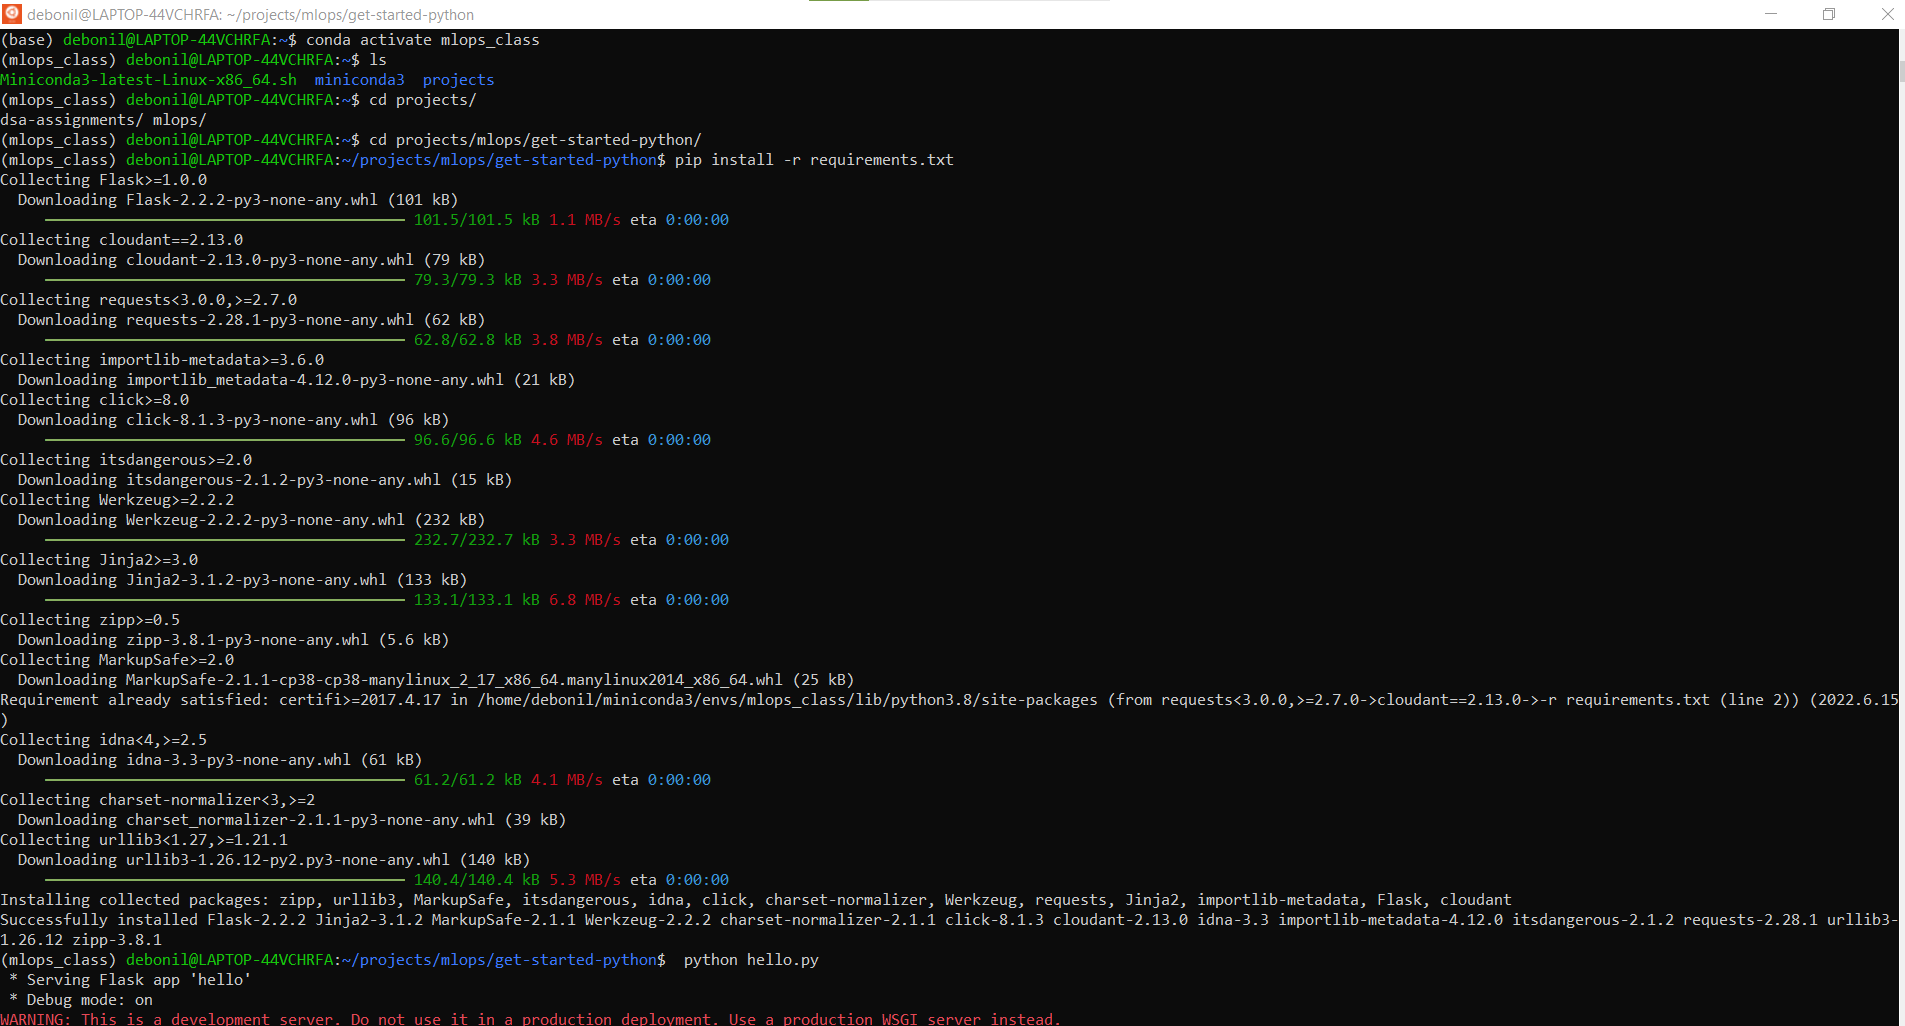 debonil@LAPTOP-44VCHRFA: ~/projects/mlops/get-started-python
(base) debonil@LAPTOP-44VCHRFA:~$ conda activate mlops_class
(mlops_class) debonil@LAPTOP-44VCHRFA:~$ ls
Miniconda3-latest-Linux-x86_64.sh  miniconda3  projects
(mlops_class) debonil@LAPTOP-44VCHRFA:~$ cd projects/
dsa-assignments/ mlops/
(mlops_class) debonil@LAPTOP-44VCHRFA:~$ cd projects/mlops/get-started-python/
(mlops_class) debonil@LAPTOP-44VCHRFA:~/projects/mlops/get-started-python$ pip install -r requirements.txt
Collecting Flask>=1.0.0
  Downloading Flask-2.2.2-py3-none-any.whl (101 kB)
101.5/101.5 kB 1.1 MB/s eta 0:00:00
Collecting cloudant==2.13.0
  Downloading cloudant-2.13.0-py3-none-any.whl (79 kB)
79.3/79.3 kB 3.3 MB/s eta 0:00:00
Collecting requests<3.0.0,>=2.7.0
  Downloading requests-2.28.1-py3-none-any.whl (62 kB)
62.8/62.8 kB 3.8 MB/s eta 0:00:00
Collecting importlib-metadata>=3.6.0
  Downloading importlib_metadata-4.12.0-py3-none-any.whl (21 kB)
Collecting click>=8.0
  Downloading click-8.1.3-py3-none-any.whl (96 kB)
96.6/96.6 kB 4.6 MB/s eta 0:00:00
Collecting itsdangerous>=2.0
  Downloading itsdangerous-2.1.2-py3-none-any.whl (15 kB)
Collecting Werkzeug>=2.2.2
  Downloading Werkzeug-2.2.2-py3-none-any.whl (232 kB)
232.7/232.7 kB 3.3 MB/s eta 0:00:00
Collecting Jinja2>=3.0
  Downloading Jinja2-3.1.2-py3-none-any.whl (133 kB)
133.1/133.1 kB 6.8 MB/s eta 0:00:00
Collecting zipp>=0.5
  Downloading zipp-3.8.1-py3-none-any.whl (5.6 kB)
Collecting MarkupSafe>=2.0
  Downloading MarkupSafe-2.1.1-cp38-cp38-manylinux_2_17_x86_64.manylinux2014_x86_64.whl (25 kB)
Requirement already satisfied: certifi>=2017.4.17 in /home/debonil/miniconda3/envs/mlops_class/lib/python3.8/site-packages (from requests<3.0.0,>=2.7.0->cloudant==2.13.0->-r requirements.txt (line 2)) (2022.6.15
)
Collecting idna<4,>=2.5
  Downloading idna-3.3-py3-none-any.whl (61 kB)
61.2/61.2 kB 4.1 MB/s eta 0:00:00
Collecting charset-normalizer<3,>=2
  Downloading charset_normalizer-2.1.1-py3-none-any.whl (39 kB)
Collecting urllib3<1.27,>=1.21.1
  Downloading urllib3-1.26.12-py2.py3-none-any.whl (140 kB)
140.4/140.4 kB 5.3 MB/s eta 0:00:00
Installing collected packages: zipp, urllib3, MarkupSafe, itsdangerous, idna, click, charset-normalizer, Werkzeug, requests, Jinja2, importlib-metadata, Flask, cloudant
Successfully installed Flask-2.2.2 Jinja2-3.1.2 MarkupSafe-2.1.1 Werkzeug-2.2.2 charset-normalizer-2.1.1 click-8.1.3 cloudant-2.13.0 idna-3.3 importlib-metadata-4.12.0 itsdangerous-2.1.2 requests-2.28.1 urllib3-
1.26.12 zipp-3.8.1
(mlops_class) debonil@LAPTOP-44VCHRFA:~/projects/mlops/get-started-python$  python hello.py
 * Serving Flask app 'hello'
 * Debug mode: on
WARNING: This is a development server. Do not use it in a production deployment. Use a production WSGI server instead.